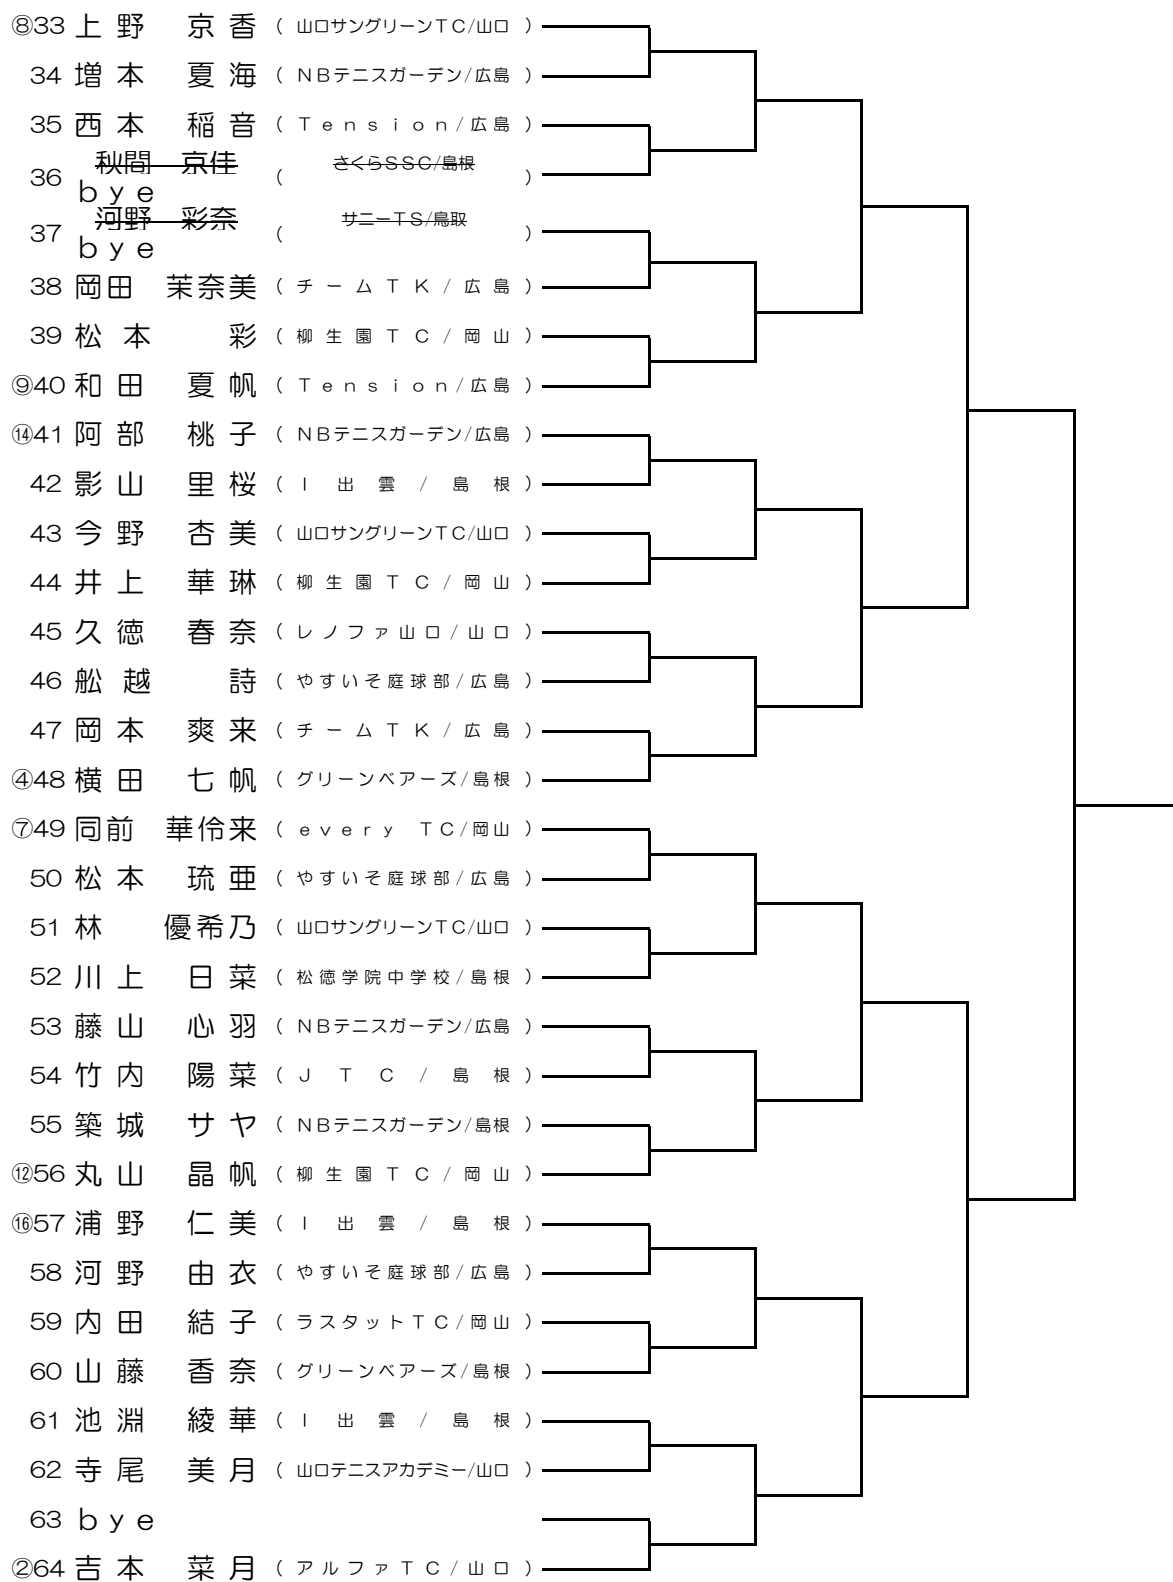 ⑧33 上野 京香 (山口サングリーンTC/山口)
34 増本 夏海 (NBテニスガーデン/広島)
35 西本 稲音 (Tension/広島)
秋間 京佳 さくらSSC/島根
36 bye ( )
河野 彩奈 サニーTS/鳥取
37 bye ( )
38 岡田 茉奈美 (チームTK/広島)
39 松本 彩 (柳生園TC/岡山)
⑨40 和田 夏帆 (Tension/広島)
⑭41 阿部 桃子 (NBテニスガーデン/広島)
42 影山 里桜 (I出雲/島根)
43 今野 杏美 (山口サングリーンTC/山口)
44 井上 華琳 (柳生園TC/岡山)
45 久徳 春奈 (レノファ山口/山口)
46 舩越 詩 (やすいそ庭球部/広島)
47 岡本 爽来 (チームTK/広島)
④48 横田 七帆 (グリーンベアーズ/島根)
⑦49 同前 華伶来 (every TC/岡山)
50 松本 琉亜 (やすいそ庭球部/広島)
51 林 優希乃 (山口サングリーンTC/山口)
52 川上 日菜 (松徳学院中学校/島根)
53 藤山 心羽 (NBテニスガーデン/広島)
54 竹内 陽菜 (JTC/島根)
55 築城 サヤ (NBテニスガーデン/島根)
⑫56 丸山 晶帆 (柳生園TC/岡山)
⑯57 浦野 仁美 (I出雲/島根)
58 河野 由衣 (やすいそ庭球部/広島)
59 内田 結子 (ラスタットTC/岡山)
60 山藤 香奈 (グリーンベアーズ/島根)
61 池淵 綾華 (I出雲/島根)
62 寺尾 美月 (山口テニスアカデミー/山口)
63 bye
②64 吉本 菜月 (アルファTC/山口)